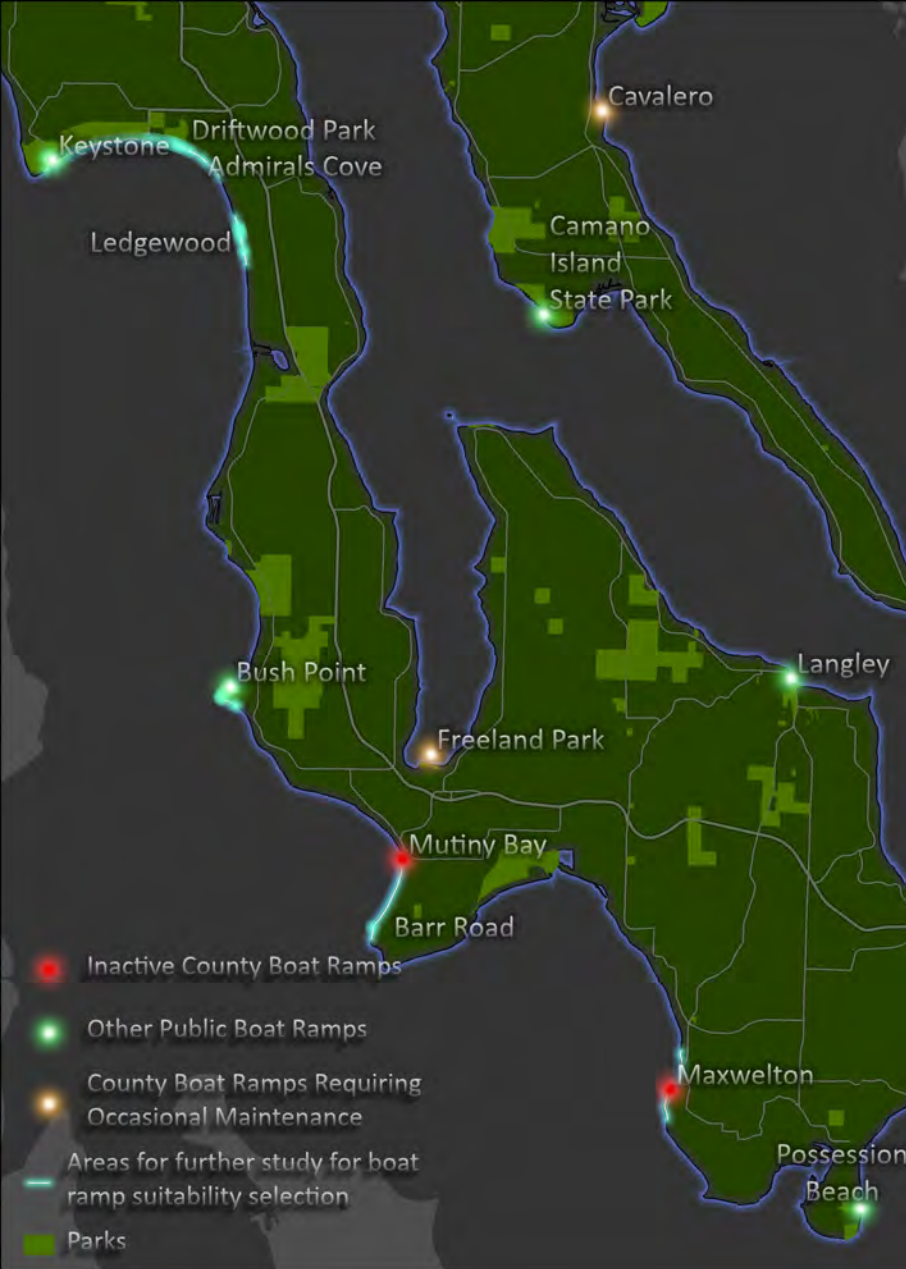 Cavalero
Driftwood Park
Keystone
Admirals Cove
Camano
Ledgewood
Island
State Park
Langley
Bush Point
Freeland Park
Mutiny Bay
Barr Road
Inactive County Boat Ramps
Other Public Boat Ramps
Maxwelton
County Boat Ramps Requiring
Occasional Maintenance
Possession
Beach
Areas for further study for boat
ramp suitability selection
Parks